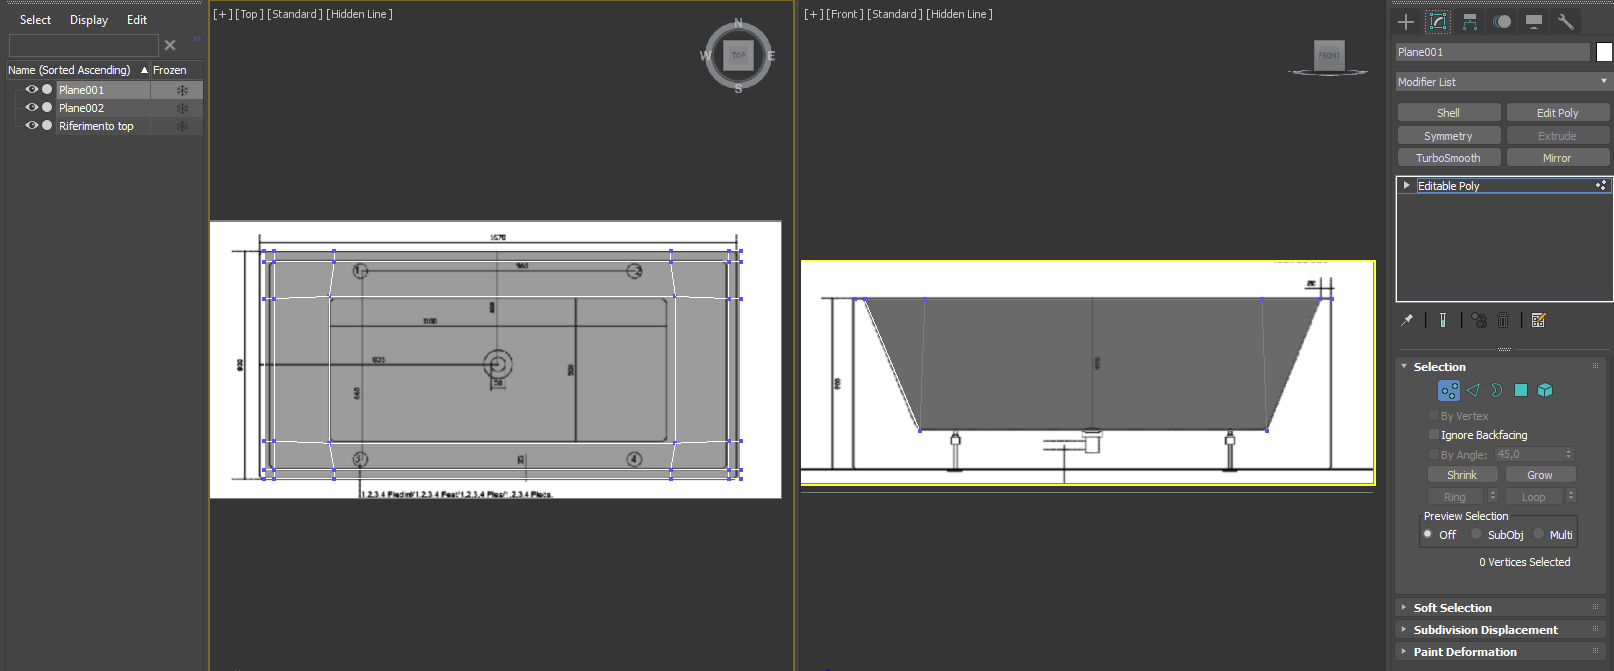 Select Display Edit
Name (Sorted Ascending) Frozen
Plane001
Plane002
Riferimento top
[+] [Top ] [Standard ] [Hidden Line ]
N
W TOP E
S
1670
1 960 2
1100
635
660
500
50
3 4
1,2,3,4 Piedini/1,2,3,4 Feet/1,2,3,4 Pies/
[+] [Front ] [Standard ] [Hidden Line ]
FRONT
Plane001
Modifier List
Shell Edit Poly
Symmetry Extrude
TurboSmooth Mirror
Editable Poly
Selection
By Vertex
Ignore Backfacing
By Angle: 45,0
Shrink Grow
Ring Loop
Preview Selection
Off SubObj Multi
0 Vertices Selected
Soft Selection
Subdivision Displacement
Paint Deformation